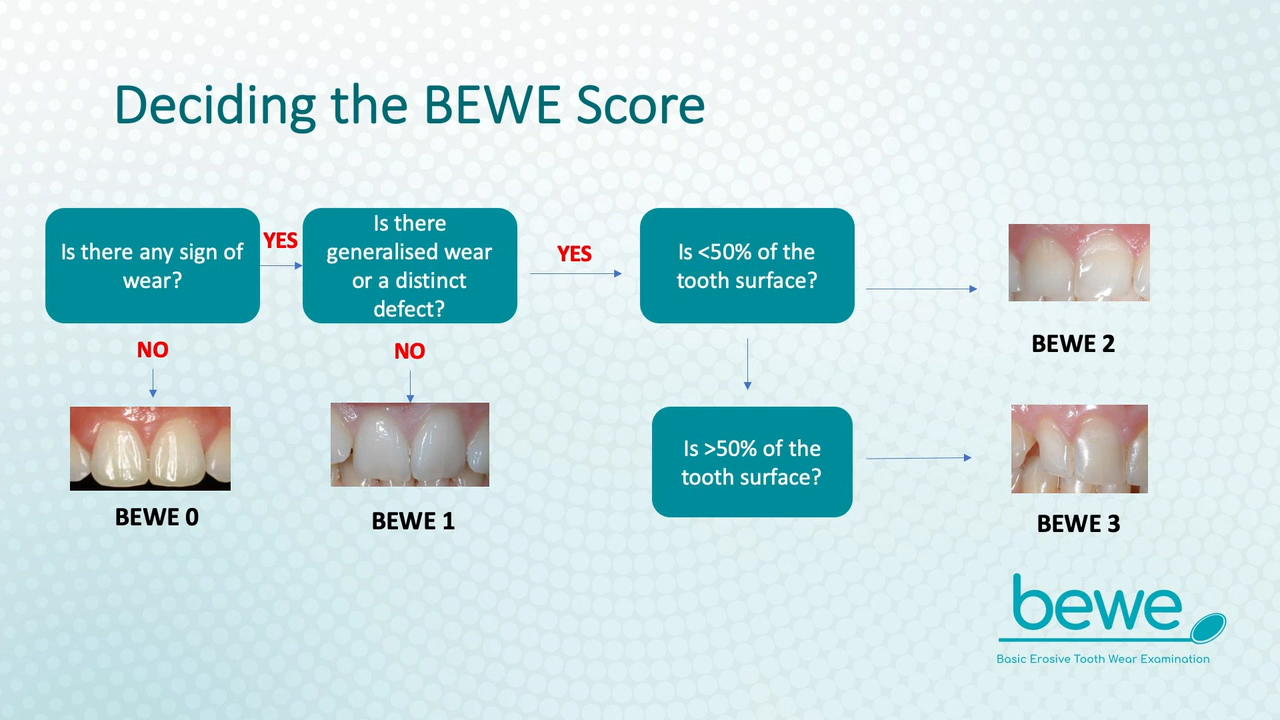 Deciding the BEWE Score
Is there any sign of
wear?
YES
Is there
generalised wear
or a distinct
defect?
YES
Is <50% of the
tooth surface?
BEWE 2
NO
NO
BEWE 0
BEWE 1
Is >50% of the
tooth surface?
BEWE 3
bewe
Basic Erosive Tooth Wear Examination